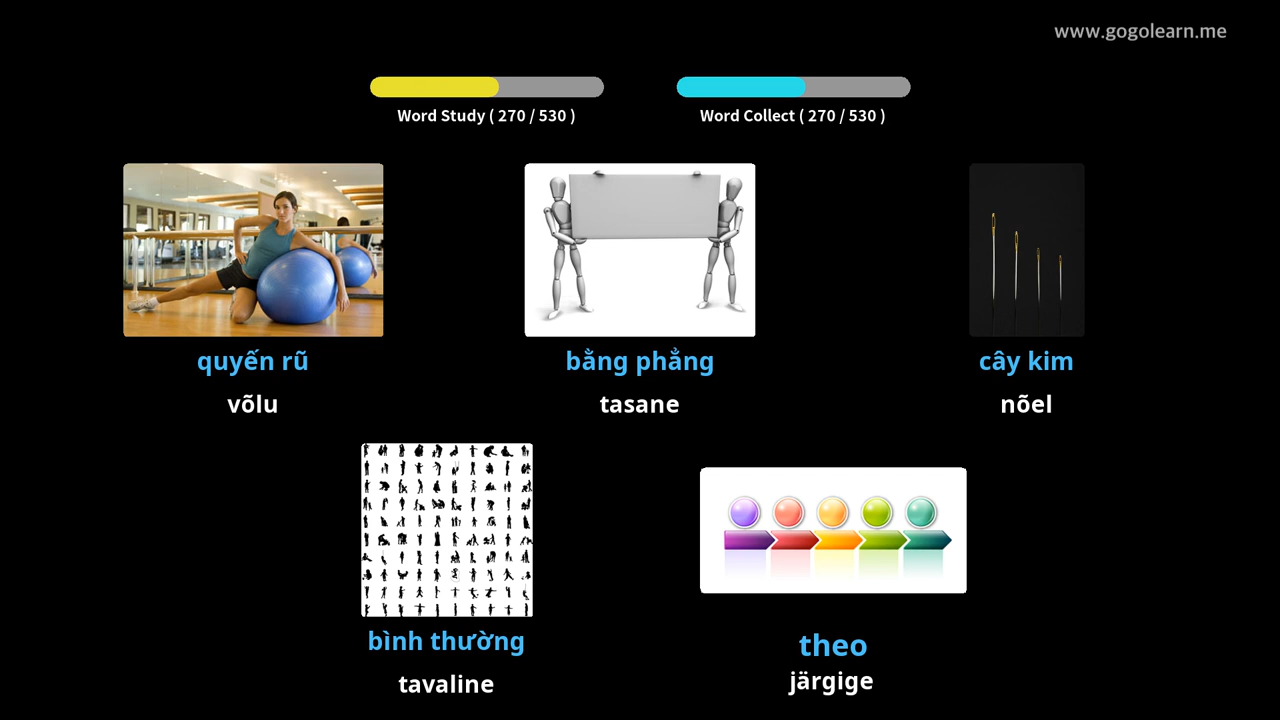 www.gogolearn.me
Word Study ( 270 / 530 )
Word Collect ( 270 / 530 )
quyến rũ
võlu
bằng phẳng
tasane
cây kim
nõel
bình thường
tavaline
theo
järgige